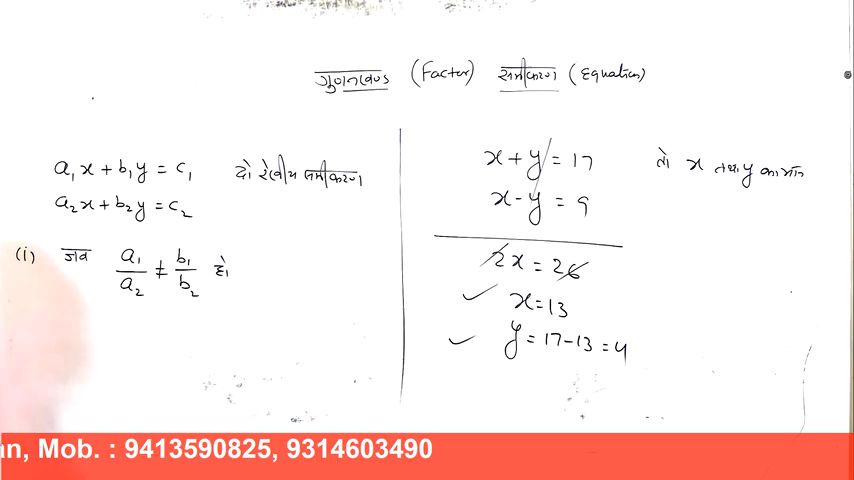 गुणनखण्ड (Factor) समीकरण (Equation)
a₁x + b₁y = c₁ दो रेखीय समीकरण
a₂x + b₂y = c₂
(i) जब a₁/a₂ ≠ b₁/b₂ हो
x + y = 17 तो x तथा y का मान
x - y = 9
2x = 26
x = 13
y = 17 - 13 = 4
an, Mob. : 9413590825, 9314603490